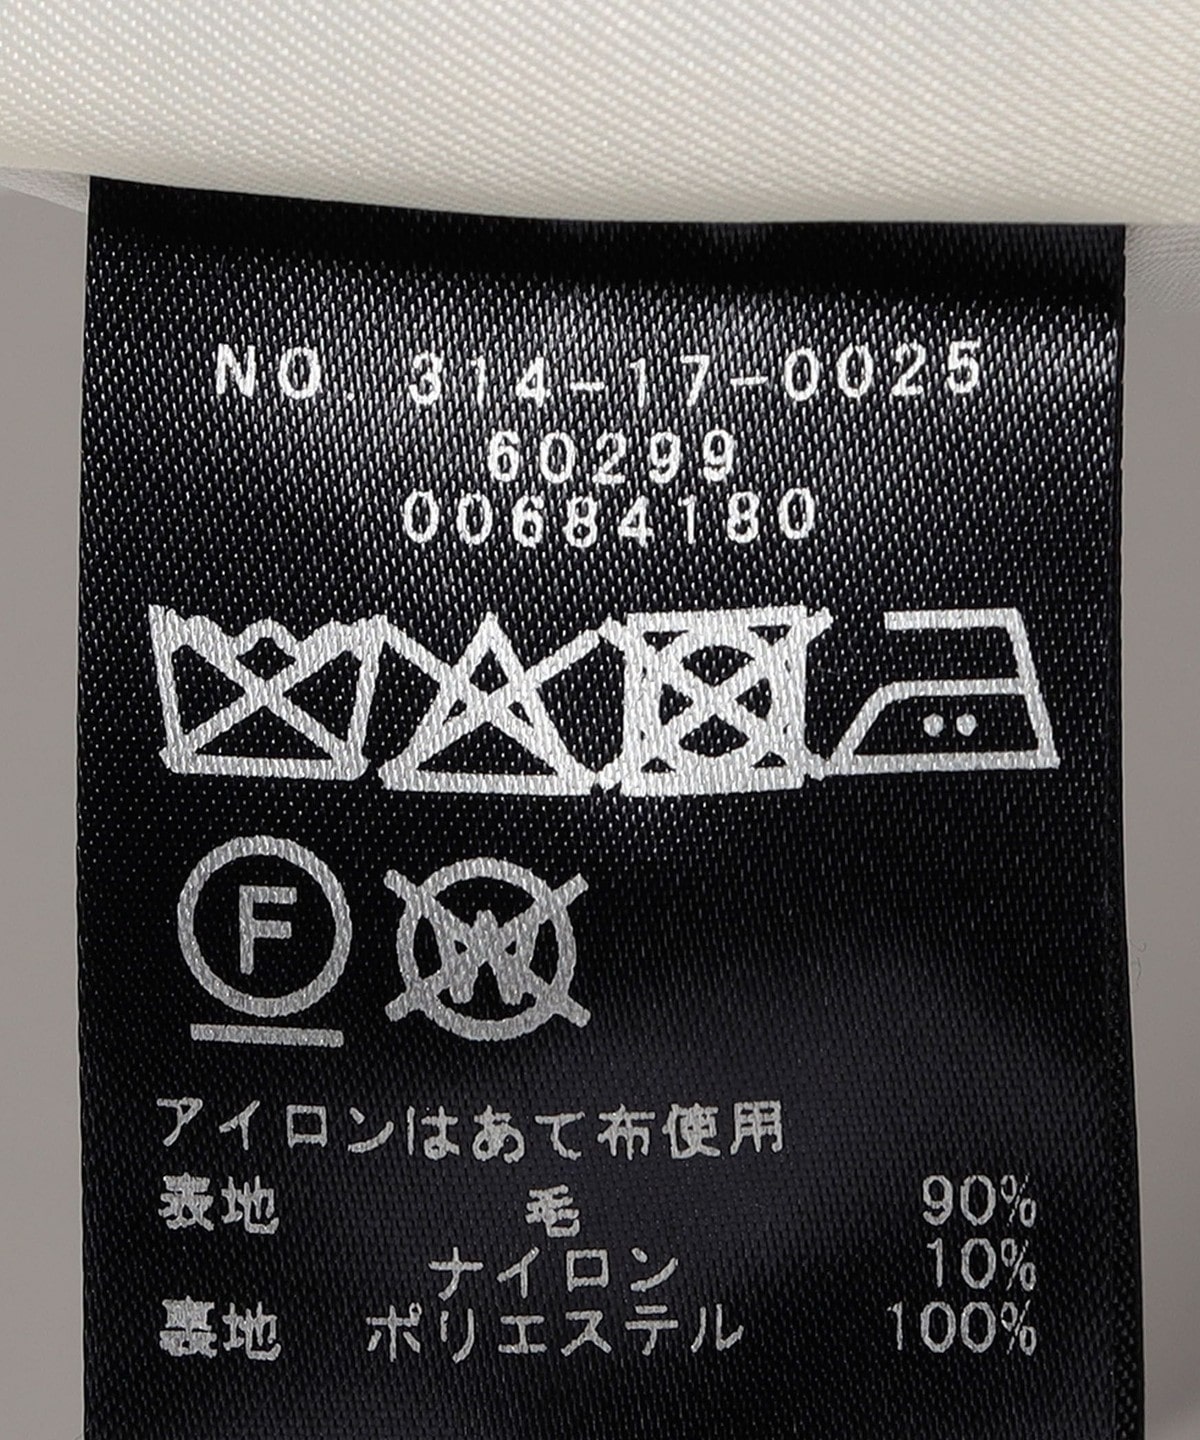 NO. 314-17-0025
60299
00684180
F
W
アイロンはあて布使用
表地 毛 90%
ナイロン 10%
裏地 ポリエステル 100%